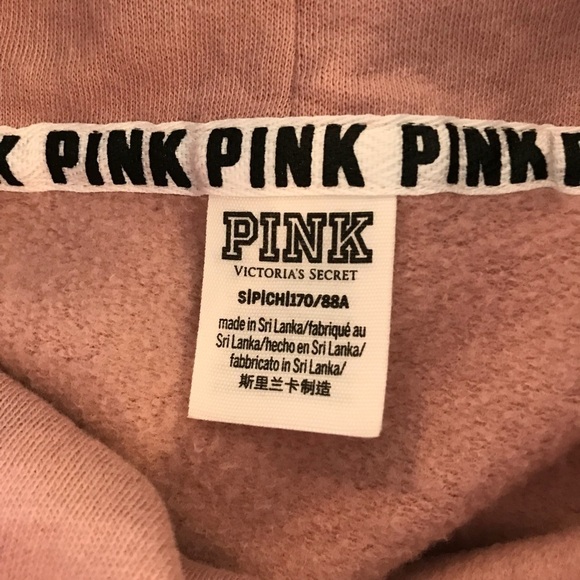 K PINK PINK PINK P
PINK
VICTORIA'S SECRET
S|P|CH|170/88A
made in Sri Lanka/fabriqué au
Sri Lanka/hecho en Sri Lanka/
fabbricato in Sri Lanka/
斯里兰卡制造